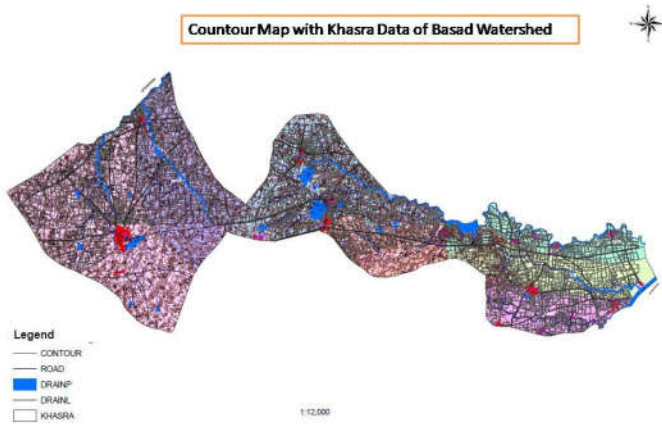 Countour Map with Khasra Data of Basad Watershed
Legend
CONTOUR
ROAD
DRAINP
DRAINL
KHASRA
1:12,000